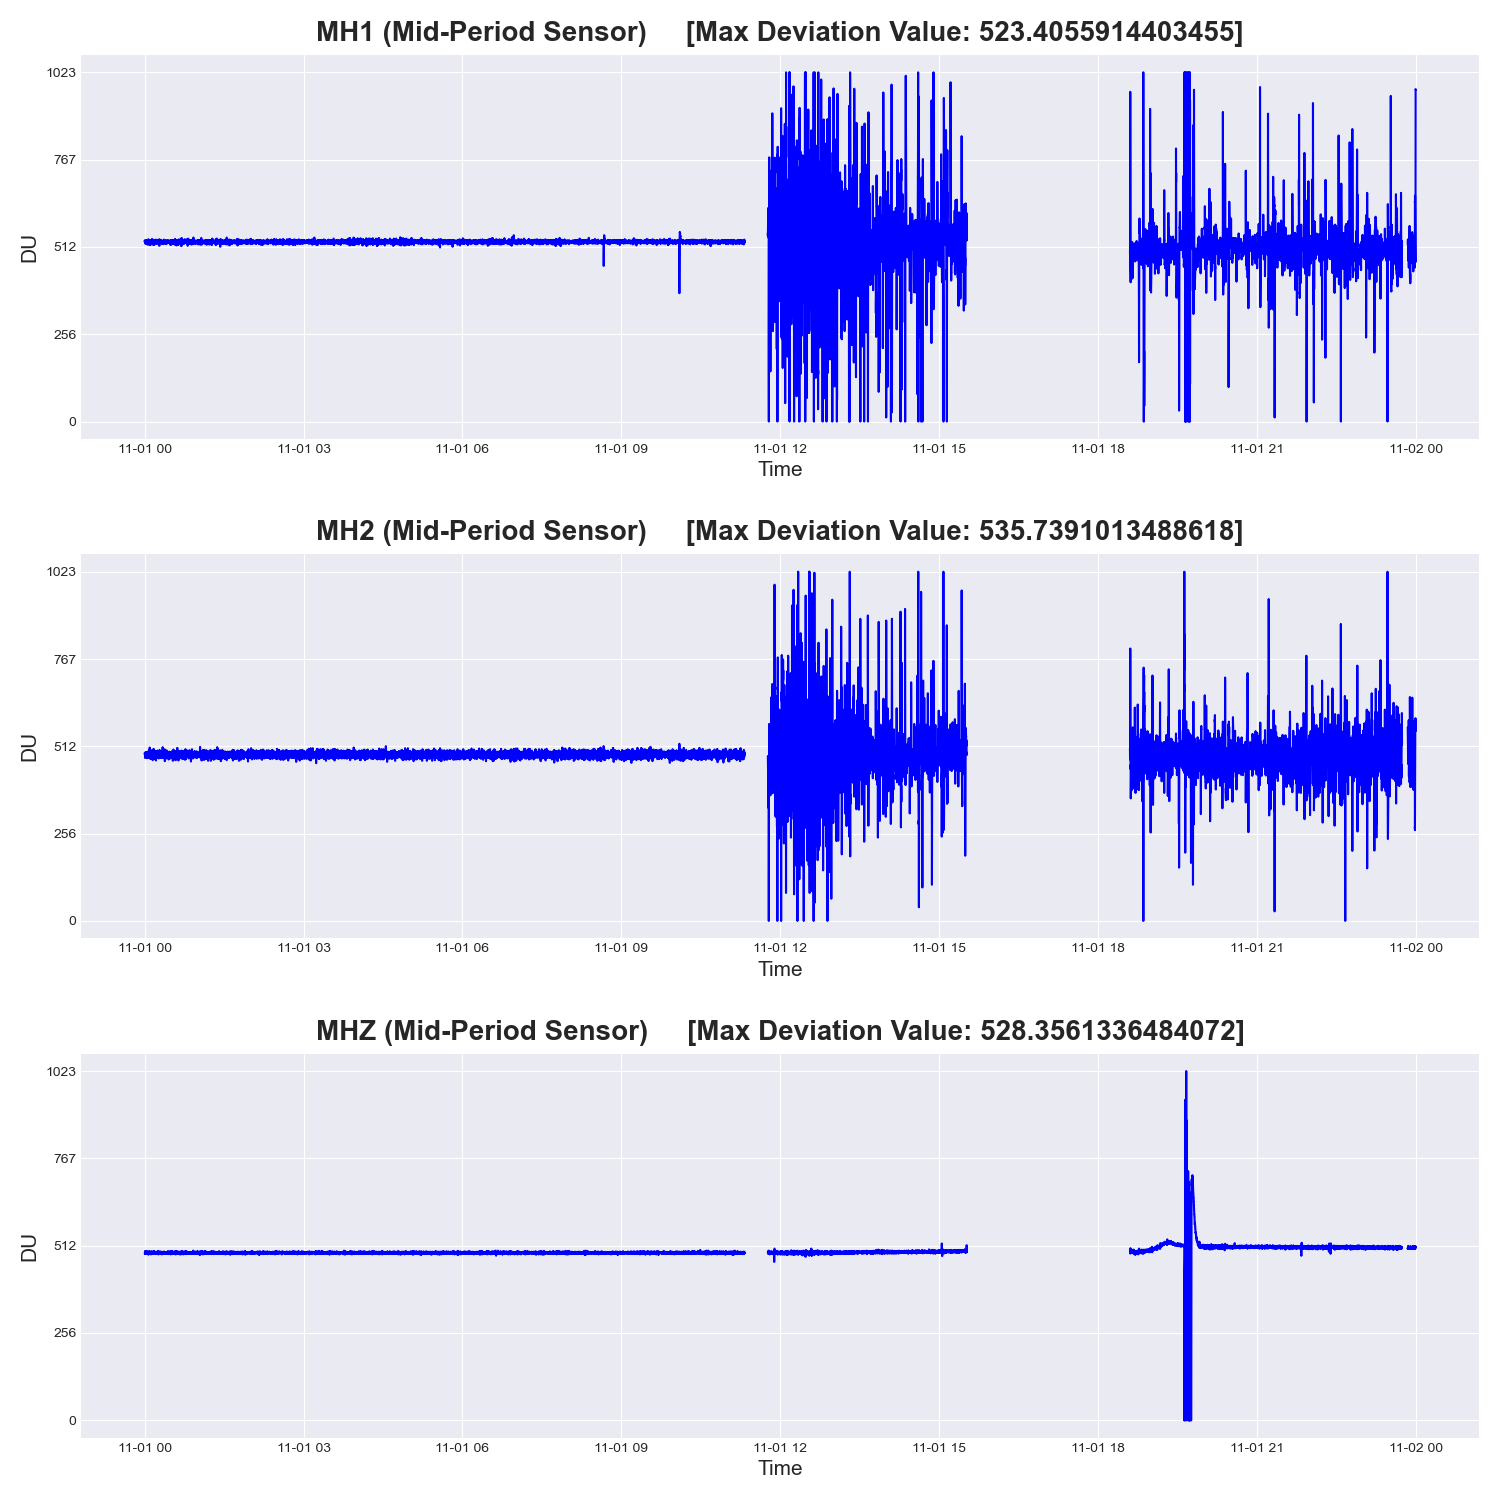 MH1 (Mid-Period Sensor) [Max Deviation Value: 523.4055914403455]
1023
767
512
256
0
DU
11-01 00 11-01 03 11-01 06 11-01 09 11-01 12 11-01 15 11-01 18 11-01 21 11-02 00
Time
MH2 (Mid-Period Sensor) [Max Deviation Value: 535.7391013488618]
1023
767
512
256
0
DU
11-01 00 11-01 03 11-01 06 11-01 09 11-01 12 11-01 15 11-01 18 11-01 21 11-02 00
Time
MHZ (Mid-Period Sensor) [Max Deviation Value: 528.3561336484072]
1023
767
512
256
0
DU
11-01 00 11-01 03 11-01 06 11-01 09 11-01 12 11-01 15 11-01 18 11-01 21 11-02 00
Time